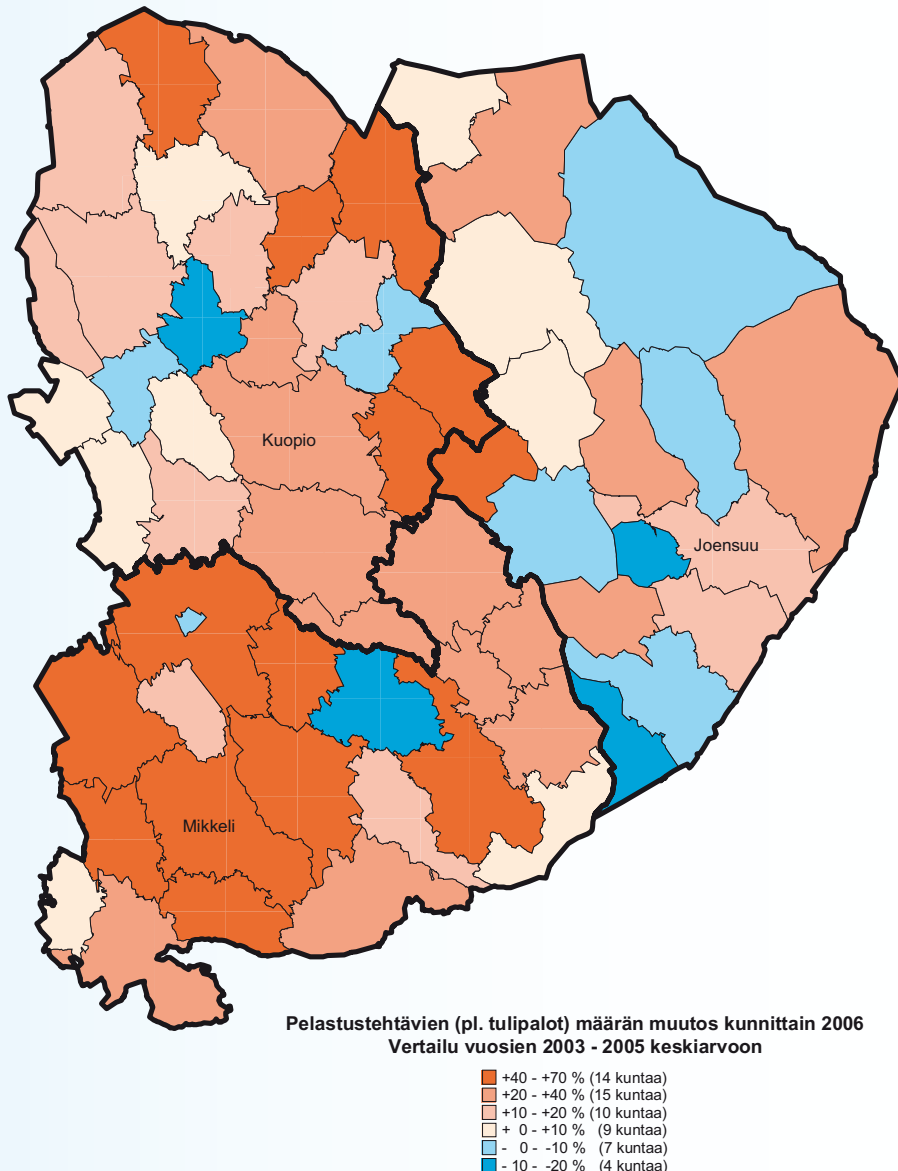 Kuopio
Joensuu
Mikkeli
Pelastustehtävien (pl. tulipalot) määrän muutos kunnittain 2006
Vertailu vuosien 2003 - 2005 keskiarvoon
+40 - +70 % (14 kuntaa)
+20 - +40 % (15 kuntaa)
+10 - +20 % (10 kuntaa)
+ 0 - +10 % (9 kuntaa)
- 0 - -10 % (7 kuntaa)
- 10 - -20 % (4 kuntaa)